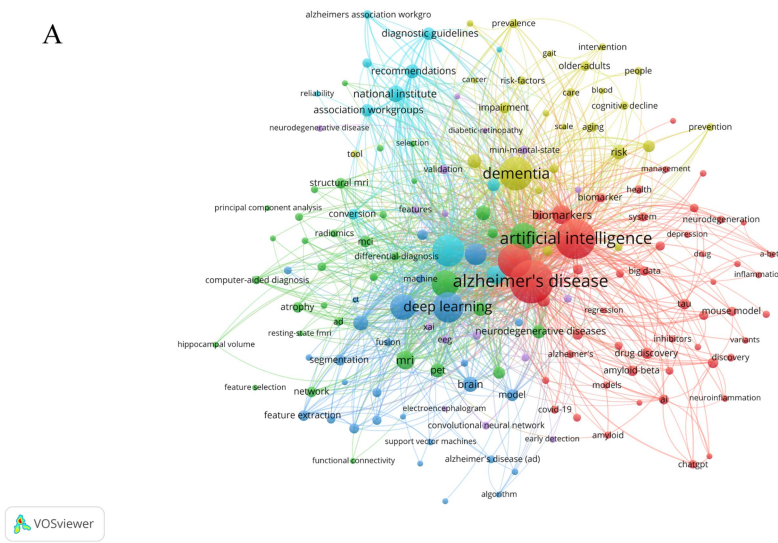 A
alzheimers association workgro
prevalence
diagnostic guidelines
gait
intervention
older-adults
recommendations
cancer
risk-factors
people
reliability
national institute
care
blood
association workgroups
impairment
cognitive decline
neurodegenerative disease
diabetic-retinopathy
scale
aging
prevention
selection
mini-mental-state
tool
validation
risk
structural mri
dementia
management
biomarker
health
principal component analysis
conversion
features
biomarkers
system
neurodegeneration
radiomics
mci
artificial intelligence
depression
differential-diagnosis
drug
a-bet
computer-aided diagnosis
machine
alzheimer's disease
big data
inflammatio
ct
atrophy
deep learning
regression
tau
mouse model
ad
resting-state fmri
xai
neurodegenerative diseases
eeg
inhibitors
variants
hippocampal volume
fusion
segmentation
mri
alzheimer's
drug discovery
discovery
pet
amyloid-beta
feature selection
network
brain
model
models
neuroinflammation
ai
feature extraction
electroencephalogram
covid-19
convolutional neural network
support vector machines
early detection
amyloid
functional connectivity
alzheimer's disease (ad)
chatgpt
algorithm
VOSviewer